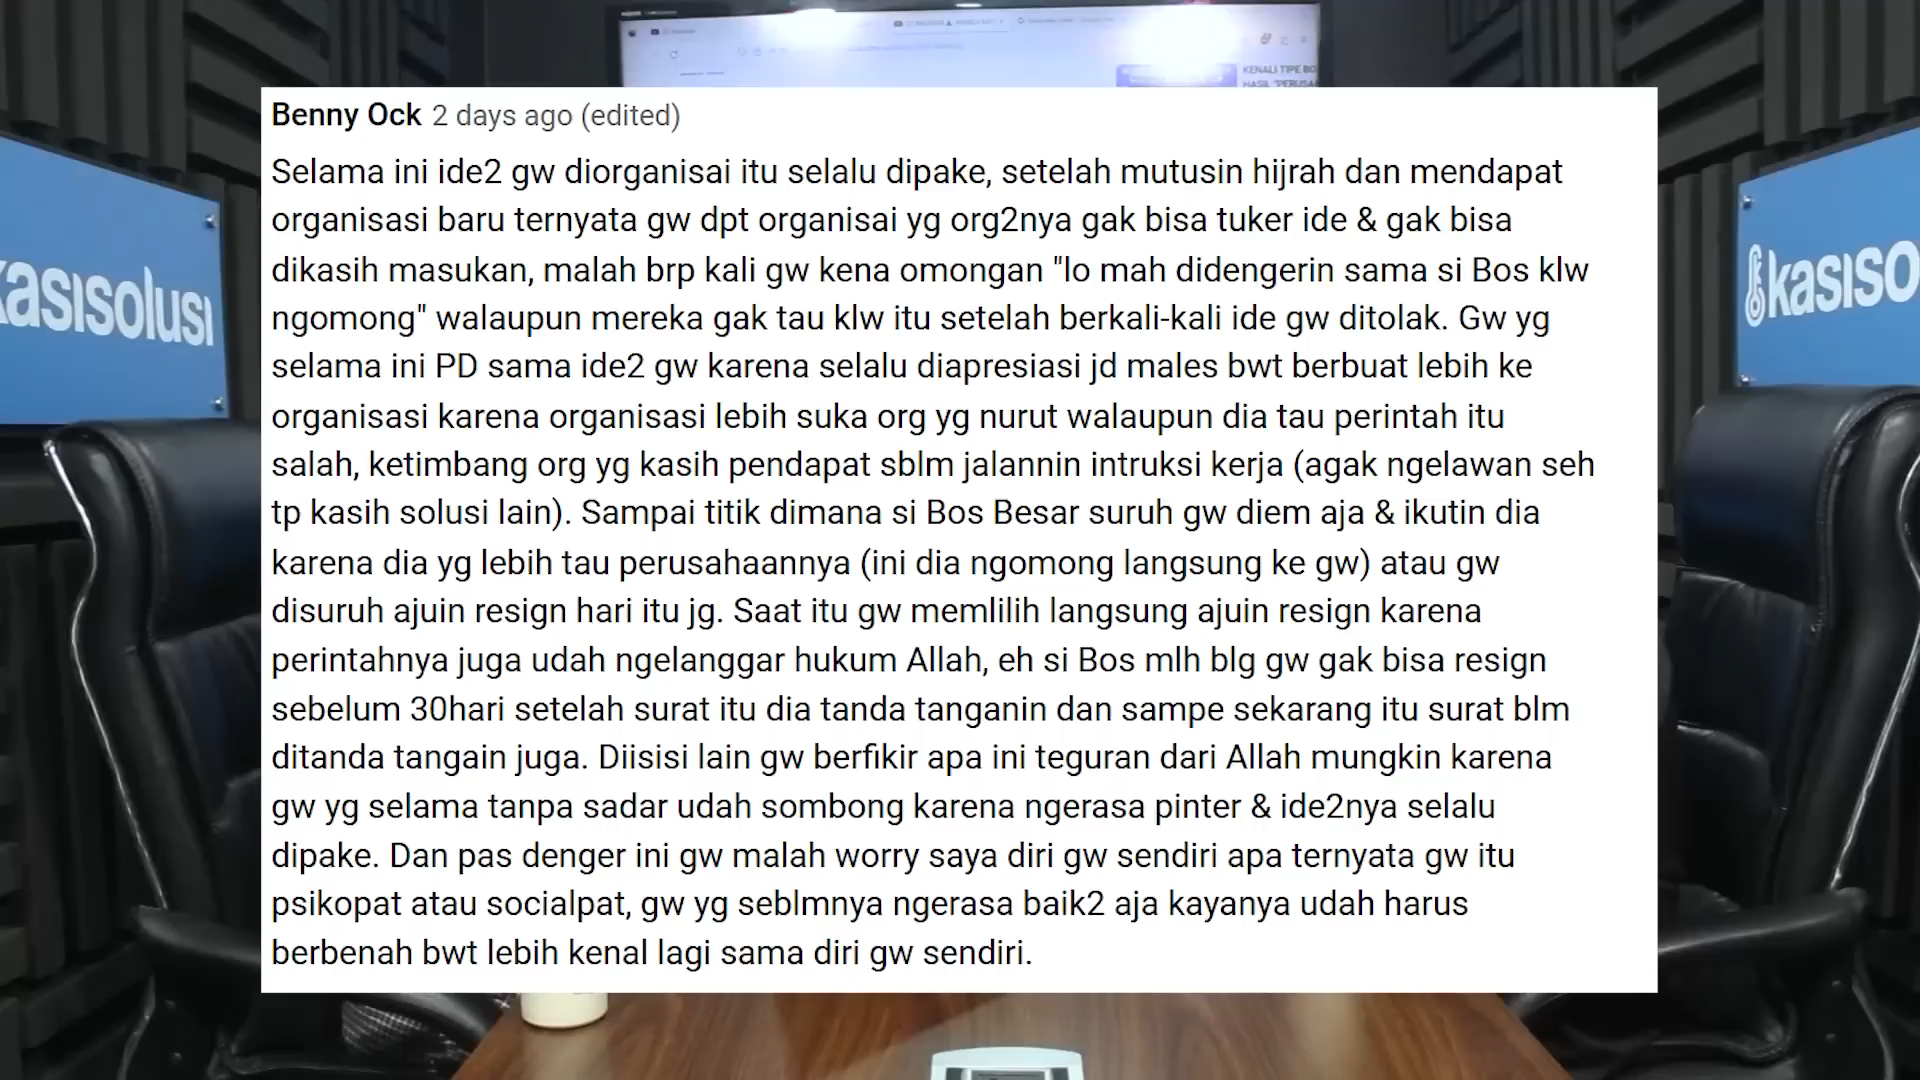 KENALI TIPE BO
HASIL "PERUSA
Benny Ock 2 days ago (edited)
Selama ini ide2 gw diorganisai itu selalu dipake, setelah mutusin hijrah dan mendapat
organisasi baru ternyata gw dpt organisai yg org2nya gak bisa tuker ide & gak bisa
dikasih masukan, malah brp kali gw kena omongan "lo mah didengerin sama si Bos klw
ngomong" walaupun mereka gak tau klw itu setelah berkali-kali ide gw ditolak. Gw yg
selama ini PD sama ide2 gw karena selalu diapresiasi jd males bwt berbuat lebih ke
organisasi karena organisasi lebih suka org yg nurut walaupun dia tau perintah itu
salah, ketimbang org yg kasih pendapat sblm jalannin intruksi kerja (agak ngelawan seh
tp kasih solusi lain). Sampai titik dimana si Bos Besar suruh gw diem aja & ikutin dia
karena dia yg lebih tau perusahaannya (ini dia ngomong langsung ke gw) atau gw
disuruh ajuin resign hari itu jg. Saat itu gw memlilih langsung ajuin resign karena
perintahnya juga udah ngelanggar hukum Allah, eh si Bos mlh blg gw gak bisa resign
sebelum 30hari setelah surat itu dia tanda tanganin dan sampe sekarang itu surat blm
ditanda tangain juga. Diisisi lain gw berfikir apa ini teguran dari Allah mungkin karena
gw yg selama tanpa sadar udah sombong karena ngerasa pinter & ide2nya selalu
dipake. Dan pas denger ini gw malah worry saya diri gw sendiri apa ternyata gw itu
psikopat atau socialpat, gw yg seblmnya ngerasa baik2 aja kayanya udah harus
berbenah bwt lebih kenal lagi sama diri gw sendiri.
kasisolusi
kasiso